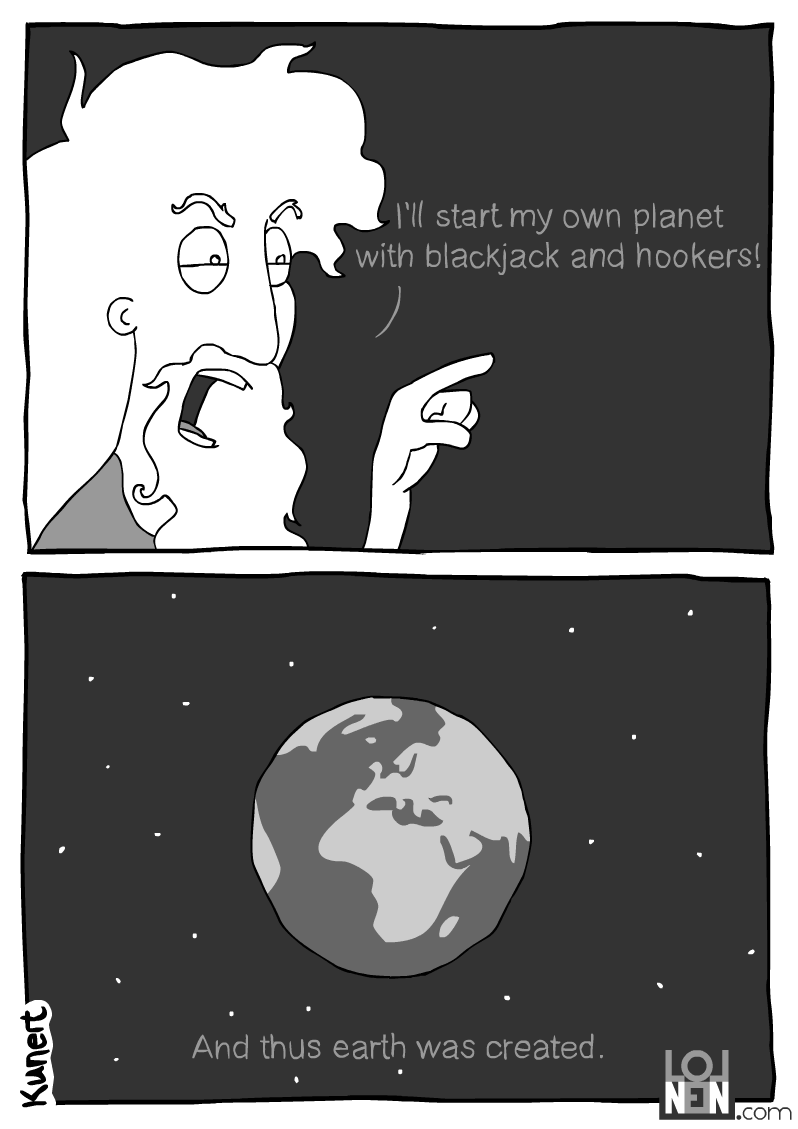 I'll start my own planet
with blackjack and hookers!
And thus earth was created.
Kunert
LOL
NEIN.com